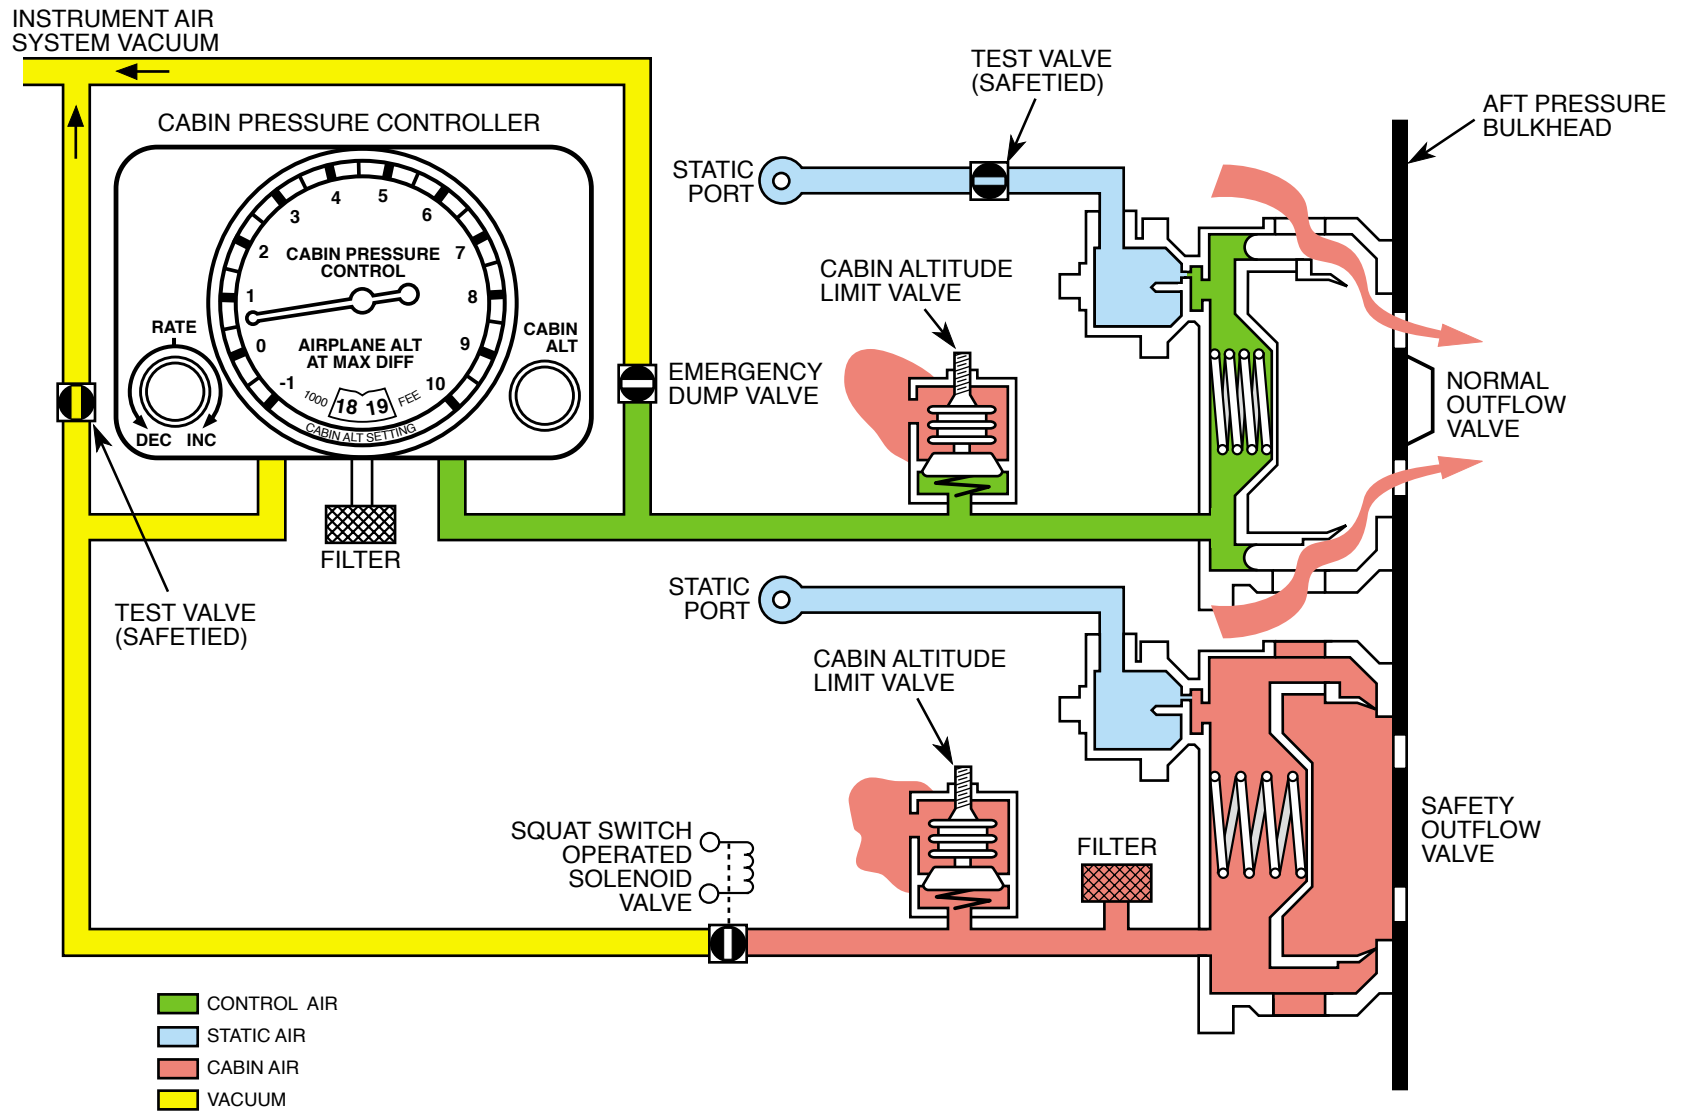 INSTRUMENT AIR
SYSTEM VACUUM
CABIN PRESSURE CONTROLLER
-1
0
1
2
3
4
5
6
7
8
9
10
CABIN PRESSURE
CONTROL
AIRPLANE ALT
AT MAX DIFF
1000
18 19
FEE
CABIN ALT SETTING
RATE
DEC INC
CABIN
ALT
FILTER
TEST VALVE
(SAFETIED)
EMERGENCY
DUMP VALVE
TEST VALVE
(SAFETIED)
STATIC
PORT
CABIN ALTITUDE
LIMIT VALVE
AFT PRESSURE
BULKHEAD
NORMAL
OUTFLOW
VALVE
STATIC
PORT
CABIN ALTITUDE
LIMIT VALVE
SQUAT SWITCH
OPERATED
SOLENOID
VALVE
FILTER
SAFETY
OUTFLOW
VALVE
CONTROL AIR
STATIC AIR
CABIN AIR
VACUUM